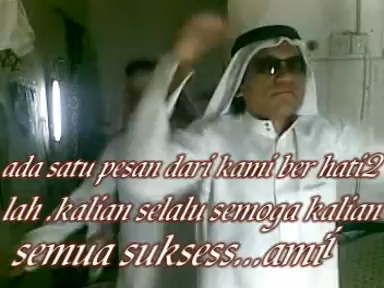 ada satu pesan dari kami ber hati2
lah .kalian selalu semoga kalian
semua suksess...ami